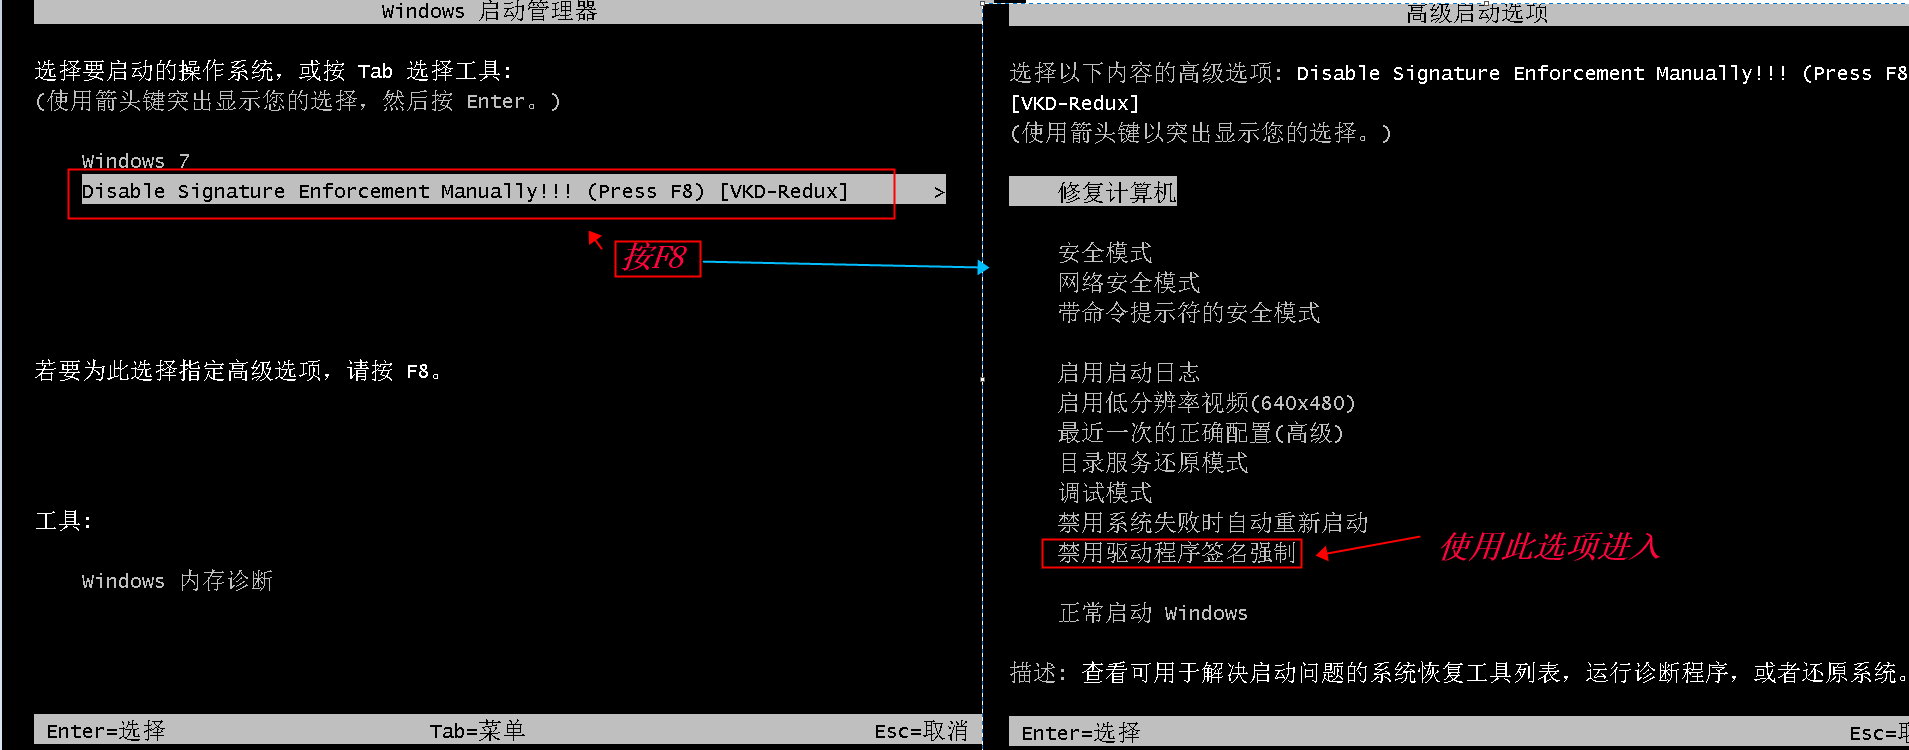 Windows 启动管理器
选择要启动的操作系统，或按 Tab 选择工具:
(使用箭头键突出显示您的选择，然后按 Enter。)
Windows 7
Disable Signature Enforcement Manually!!! (Press F8) [VKD-Redux] >
按F8
若要为此选择指定高级选项，请按 F8。
工具:
Windows 内存诊断
Enter=选择 Tab=菜单 Esc=取消
高级启动选项
选择以下内容的高级选项: Disable Signature Enforcement Manually!!! (Press F8
[VKD-Redux]
(使用箭头键以突出显示您的选择。)
修复计算机
安全模式
网络安全模式
带命令提示符的安全模式
启用启动日志
启用低分辨率视频(640x480)
最近一次的正确配置(高级)
目录服务还原模式
调试模式
禁用系统失败时自动重新启动
禁用驱动程序签名强制
使用此选项进入
正常启动 Windows
描述: 查看可用于解决启动问题的系统恢复工具列表，运行诊断程序，或者还原系统。
Enter=选择 Esc=